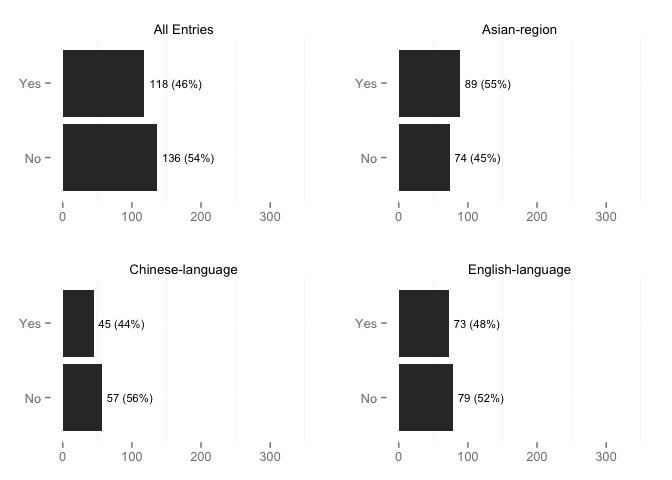 All Entries
Yes
118 (46%)
No
136 (54%)
0 100 200 300
Asian-region
Yes
89 (55%)
No
74 (45%)
0 100 200 300
Chinese-language
Yes
45 (44%)
No
57 (56%)
0 100 200 300
English-language
Yes
73 (48%)
No
79 (52%)
0 100 200 300